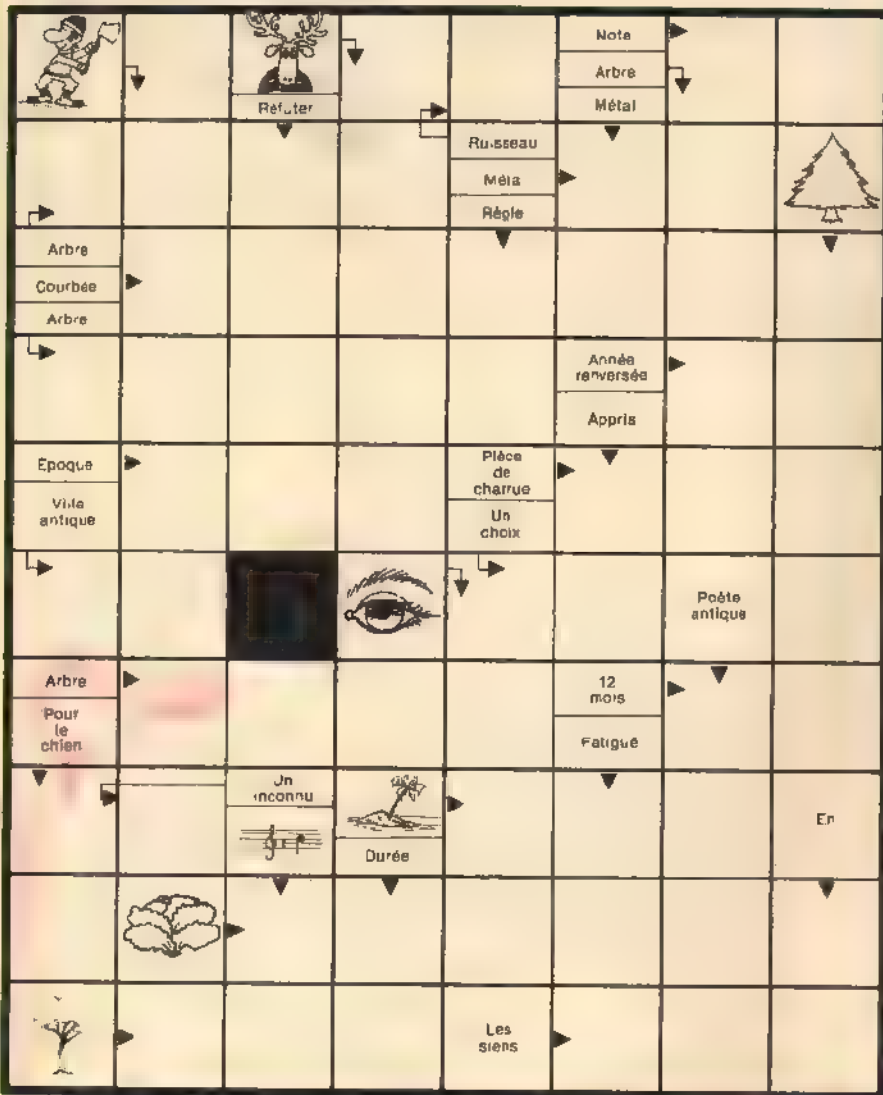 Note
Arbre
Métal
Réfuter
Ruisseau
Mêla
Règle
Arbre
Courbée
Arbre
Année
renversée
Appris
Epoque
Ville
antique
Pièce
de
charrue
Un
choix
Poète
antique
Arbre
Pour
le
chien
12
mois
Fatigué
Un
inconnu
Durée
En
Les
siens